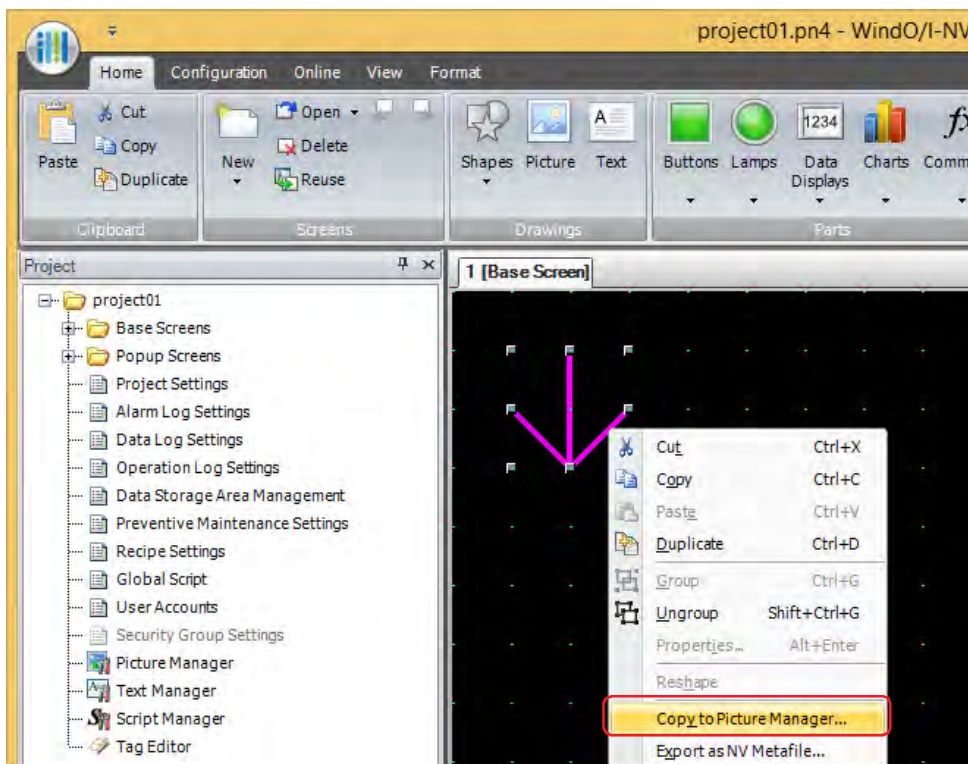 project01.pn4 - WindO/I-NV
Home Configuration Online View Format
Cut
Copy
Duplicate
Paste
Clipboard
New
Open
Delete
Reuse
Screens
Shapes Picture Text
Drawings
Buttons Lamps Data Displays Charts Comm
1234
A
fx
Parts
Project
project01
Base Screens
Popup Screens
Project Settings
Alarm Log Settings
Data Log Settings
Operation Log Settings
Data Storage Area Management
Preventive Maintenance Settings
Recipe Settings
Global Script
User Accounts
Security Group Settings
Picture Manager
Text Manager
Script Manager
Tag Editor
1 [Base Screen]
Cut Ctrl+X
Copy Ctrl+C
Paste Ctrl+V
Duplicate Ctrl+D
Group Ctrl+G
Ungroup Shift+Ctrl+G
Properties... Alt+Enter
Reshape
Copy to Picture Manager...
Export as NV Metafile...